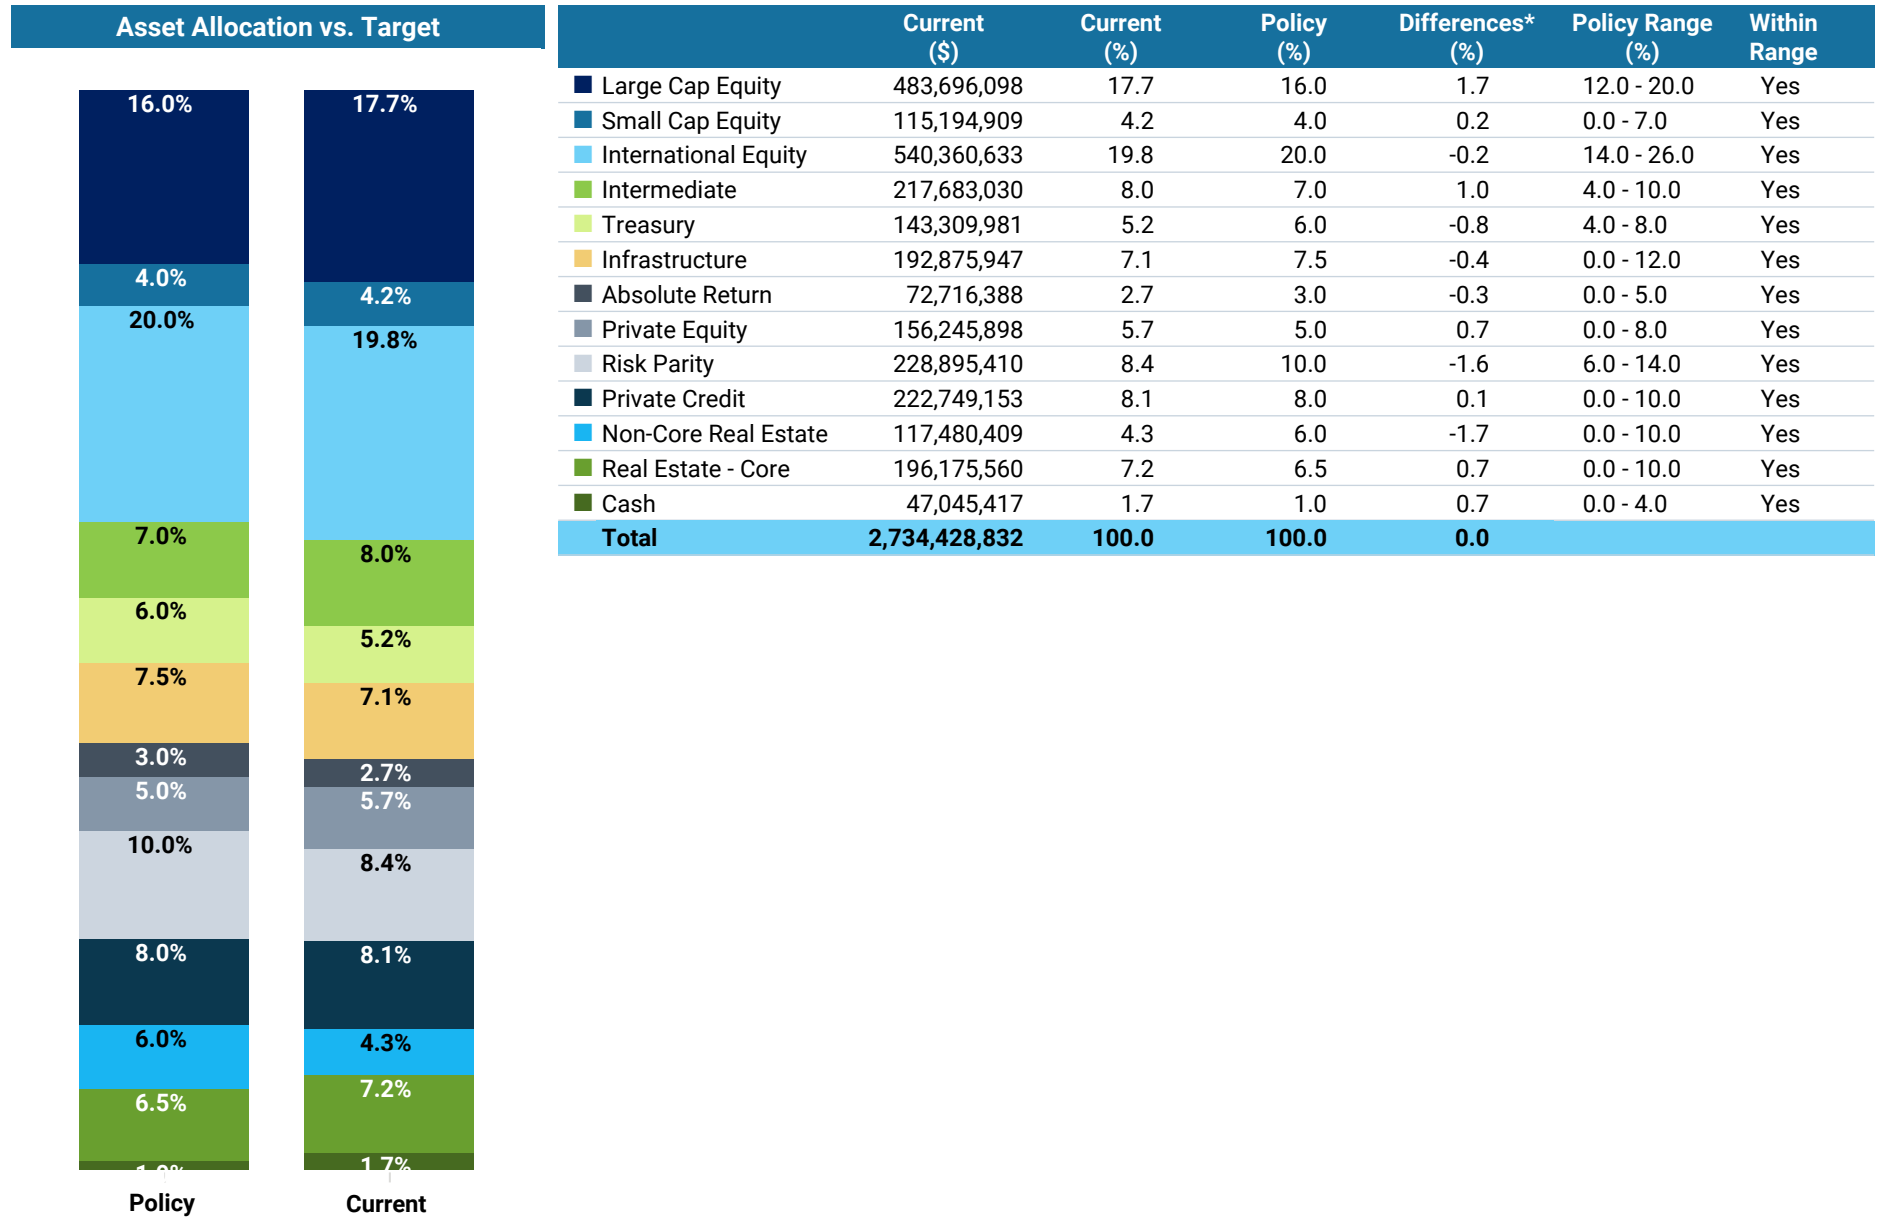 Asset Allocation vs. Target
16.0%
4.0%
20.0%
7.0%
6.0%
7.5%
3.0%
5.0%
10.0%
8.0%
6.0%
6.5%
Policy
17.7%
4.2%
19.8%
8.0%
5.2%
7.1%
2.7%
5.7%
8.4%
8.1%
4.3%
7.2%
1.7%
Current
Current ($) Current (%) Policy (%) Differences* (%) Policy Range (%) Within Range
Large Cap Equity 483,696,098 17.7 16.0 1.7 12.0 - 20.0 Yes
Small Cap Equity 115,194,909 4.2 4.0 0.2 0.0 - 7.0 Yes
International Equity 540,360,633 19.8 20.0 -0.2 14.0 - 26.0 Yes
Intermediate 217,683,030 8.0 7.0 1.0 4.0 - 10.0 Yes
Treasury 143,309,981 5.2 6.0 -0.8 4.0 - 8.0 Yes
Infrastructure 192,875,947 7.1 7.5 -0.4 0.0 - 12.0 Yes
Absolute Return 72,716,388 2.7 3.0 -0.3 0.0 - 5.0 Yes
Private Equity 156,245,898 5.7 5.0 0.7 0.0 - 8.0 Yes
Risk Parity 228,895,410 8.4 10.0 -1.6 6.0 - 14.0 Yes
Private Credit 222,749,153 8.1 8.0 0.1 0.0 - 10.0 Yes
Non-Core Real Estate 117,480,409 4.3 6.0 -1.7 0.0 - 10.0 Yes
Real Estate - Core 196,175,560 7.2 6.5 0.7 0.0 - 10.0 Yes
Cash 47,045,417 1.7 1.0 0.7 0.0 - 4.0 Yes
Total 2,734,428,832 100.0 100.0 0.0